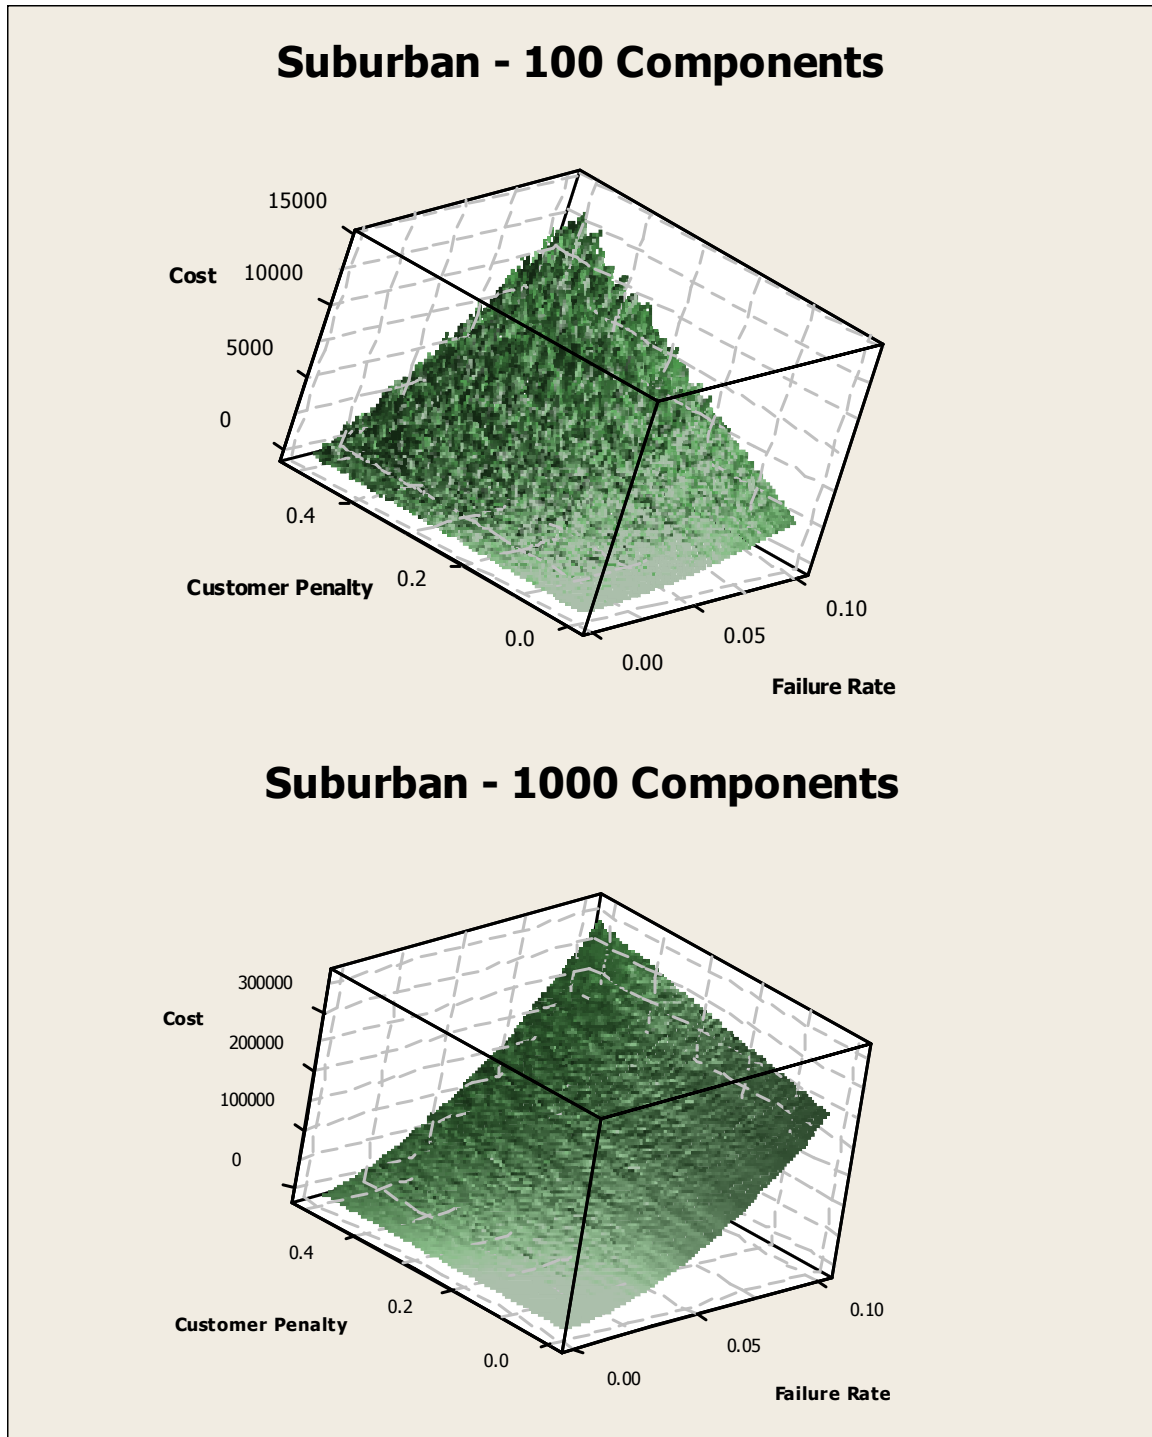 Suburban - 100 Components
15000
Cost 10000
5000
0
0.4
Customer Penalty 0.2
0.0
0.10
0.05
0.00
Failure Rate
Suburban - 1000 Components
300000
Cost
200000
100000
0
0.4
0.2
Customer Penalty
0.0
0.10
0.05
0.00
Failure Rate